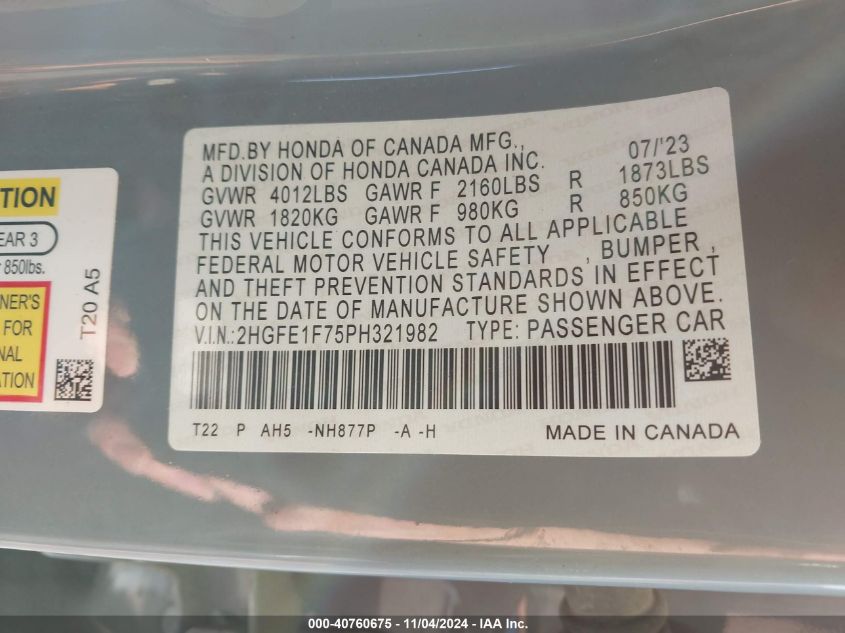 TION
EAR 3
850lbs.
NER'S
FOR
NAL
ATION
T20 A5
MFD.BY HONDA OF CANADA MFG., 07/'23
A DIVISION OF HONDA CANADA INC.
GVWR 4012LBS GAWR F 2160LBS R 1873LBS
GVWR 1820KG GAWR F 980KG R 850KG
THIS VEHICLE CONFORMS TO ALL APPLICABLE
FEDERAL MOTOR VEHICLE SAFETY , BUMPER ,
AND THEFT PREVENTION STANDARDS IN EFFECT
ON THE DATE OF MANUFACTURE SHOWN ABOVE.
V.I.N.:2HGFE1F75PH321982 TYPE: PASSENGER CAR
T22 P AH5 -NH877P -A -H MADE IN CANADA
000-40760675 - 11/04/2024 - IAA Inc.